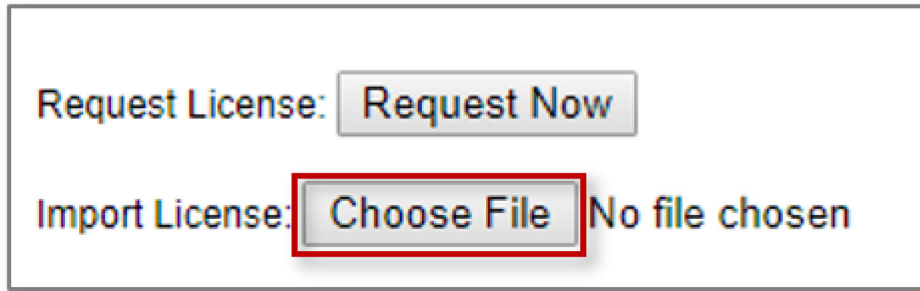 Request License: Request Now
Import License: Choose File No file chosen